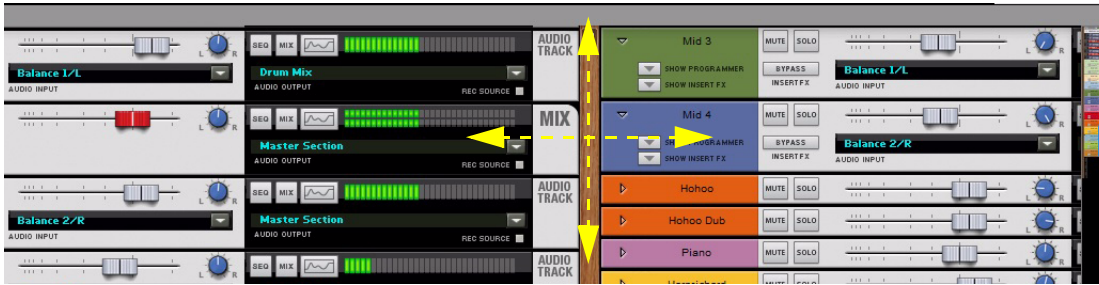 L R SEQ MIX AUDIO TRACK
Balance 1/L Drum Mix
AUDIO INPUT AUDIO OUTPUT REC SOURCE
L R SEQ MIX MIX
Master Section
AUDIO OUTPUT REC SOURCE
L R SEQ MIX AUDIO TRACK
Balance 2/R Master Section
AUDIO INPUT AUDIO OUTPUT REC SOURCE
L R SEQ MIX AUDIO TRACK
Mid 3 MUTE SOLO L R
SHOW PROGRAMMER BYPASS Balance 1/L
SHOW INSERT FX INSERT FX AUDIO INPUT
Mid 4 MUTE SOLO L R
SHOW PROGRAMMER BYPASS Balance 2/R
SHOW INSERT FX INSERT FX AUDIO INPUT
Hohoo MUTE SOLO L R
Hohoo Dub MUTE SOLO L R
Piano MUTE SOLO L R
Harpsichord MUTE SOLO